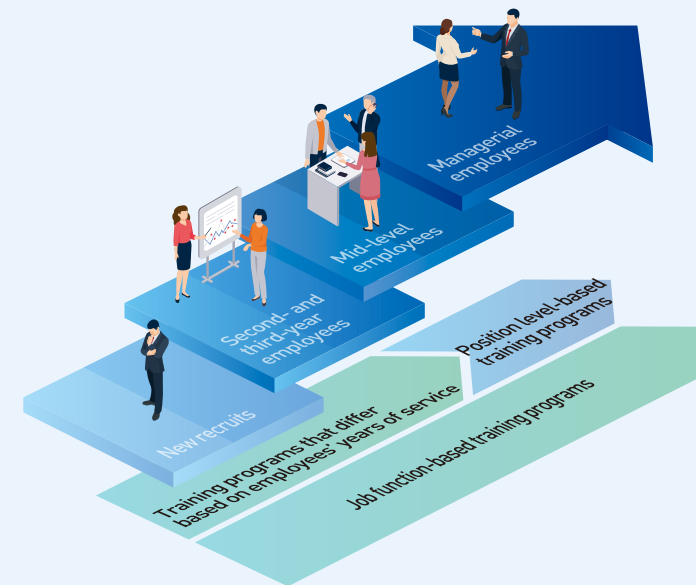 Managerial
employees
Mid-level
employees
Second- and
third-year
employees
New recruits
Position level-based
training programs
Training programs that differ
based on employees' years of service
Job function-based training programs